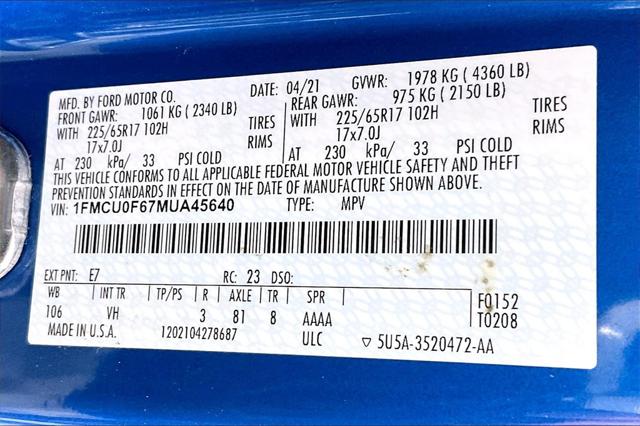 MFD. BY FORD MOTOR CO. DATE: 04/21 GVWR: 1978 KG ( 4360 LB)
FRONT GAWR: 1061 KG ( 2340 LB) REAR GAWR: 975 KG ( 2150 LB)
WITH 225/65R17 102H TIRES WITH 225/65R17 102H TIRES
17x7.0J RIMS 17x7.0J RIMS
AT 230 kPa/ 33 PSI COLD AT 230 kPa/ 33 PSI COLD
THIS VEHICLE CONFORMS TO ALL APPLICABLE FEDERAL MOTOR VEHICLE SAFETY AND THEFT
PREVENTION STANDARDS IN EFFECT ON THE DATE OF MANUFACTURE SHOWN ABOVE.
VIN: 1FMCU0F67MUA45640 TYPE: MPV
EXT PNT: E7 RC: 23 DSO:
WB INT TR TP/PS R AXLE TR SPR F0152
106 VH 3 81 8 AAAA T0208
MADE IN U.S.A. 1202104278687 ULC ▽ 5U5A-3520472-AA